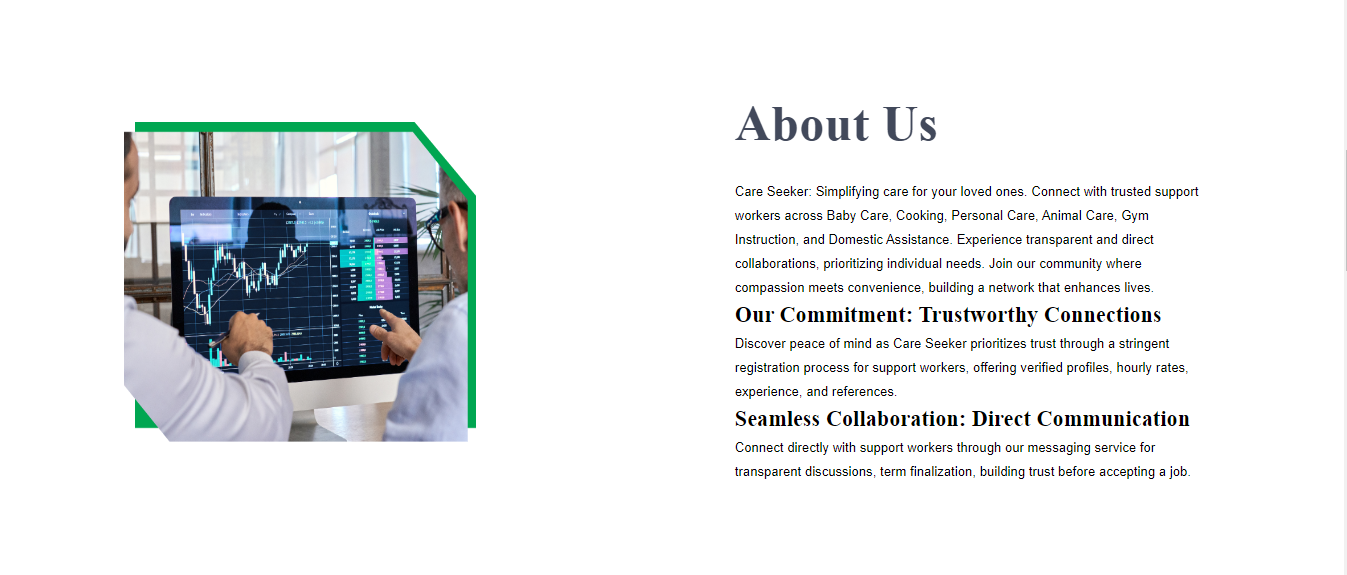 About Us
Care Seeker: Simplifying care for your loved ones. Connect with trusted support
workers across Baby Care, Cooking, Personal Care, Animal Care, Gym
Instruction, and Domestic Assistance. Experience transparent and direct
collaborations, prioritizing individual needs. Join our community where
compassion meets convenience, building a network that enhances lives.
Our Commitment: Trustworthy Connections
Discover peace of mind as Care Seeker prioritizes trust through a stringent
registration process for support workers, offering verified profiles, hourly rates,
experience, and references.
Seamless Collaboration: Direct Communication
Connect directly with support workers through our messaging service for
transparent discussions, term finalization, building trust before accepting a job.